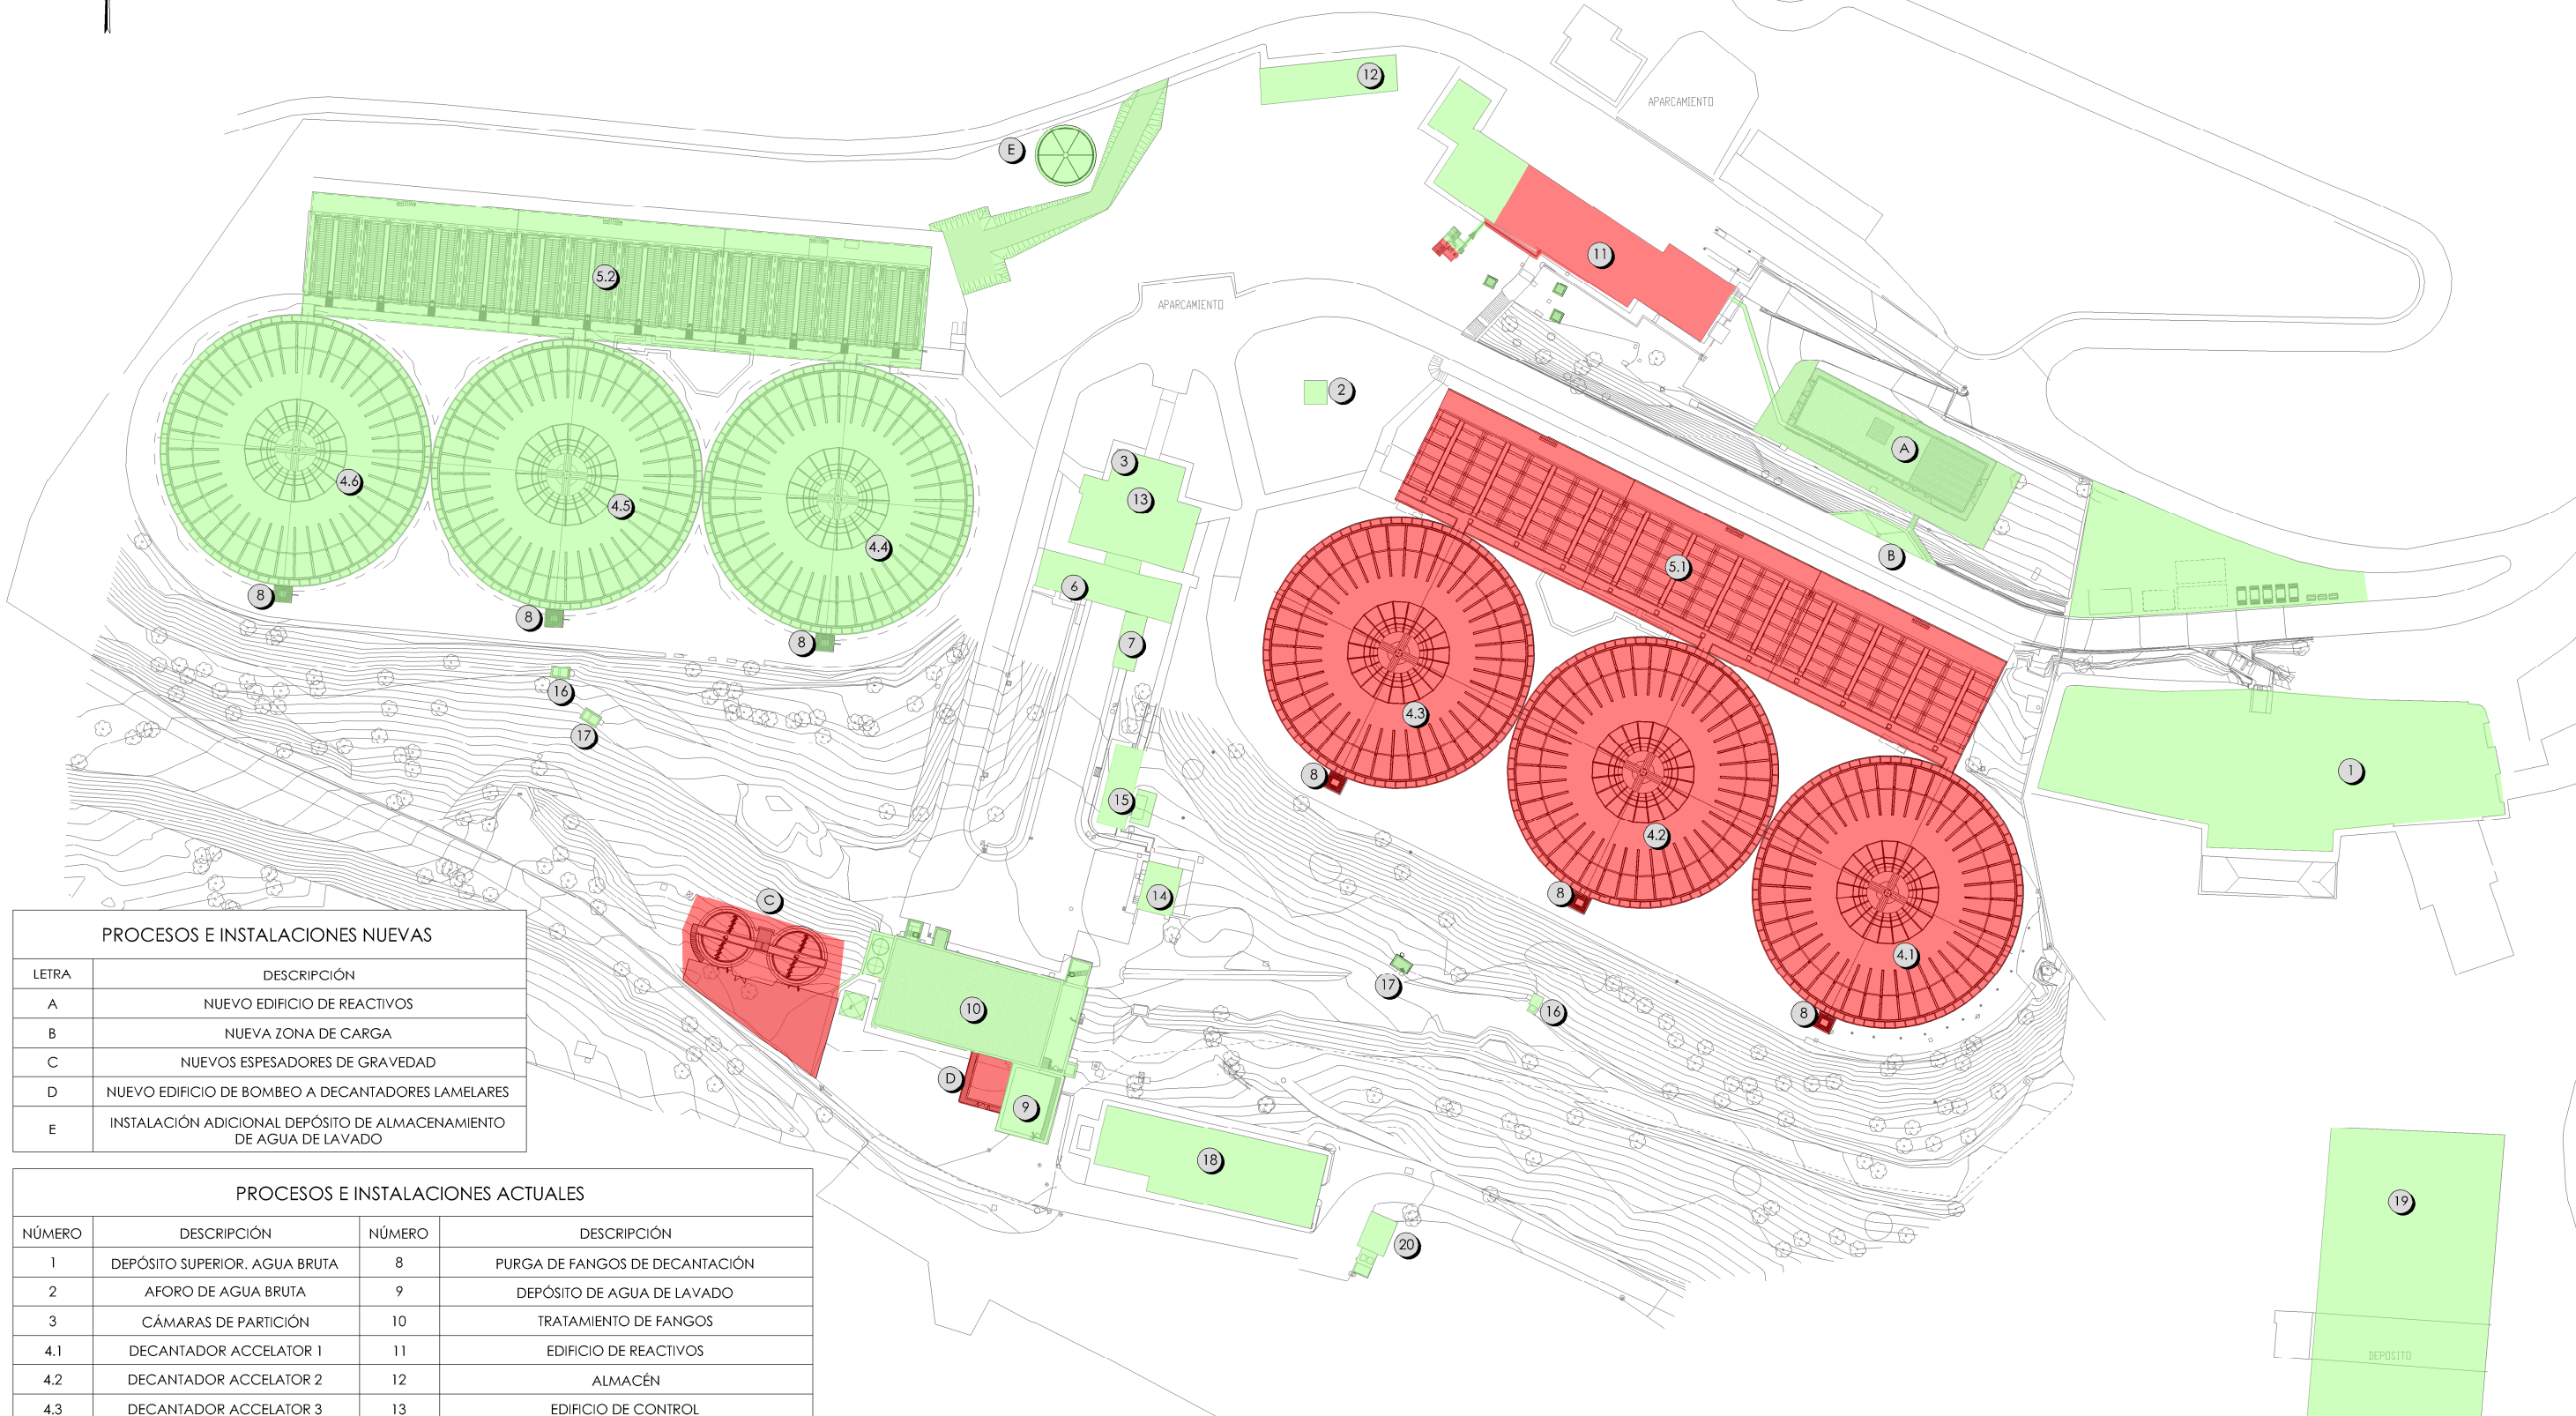 12
APARCAMIENTO
E
11
5.2
APARCAMIENTO
2
A
3
4.6
13
4.5
4.4
B
5.1
6
8
8
8
7
16
4.3
17
1
8
15
4.2
8
14
C
4.1
17
10
16
8
D
9
18
19
20
DEPOSITO
PROCESOS E INSTALACIONES NUEVAS
LETRA DESCRIPCIÓN
A NUEVO EDIFICIO DE REACTIVOS
B NUEVA ZONA DE CARGA
C NUEVOS ESPESADORES DE GRAVEDAD
D NUEVO EDIFICIO DE BOMBEO A DECANTADORES LAMELARES
E INSTALACIÓN ADICIONAL DEPÓSITO DE ALMACENAMIENTO
DE AGUA DE LAVADO
PROCESOS E INSTALACIONES ACTUALES
NÚMERO DESCRIPCIÓN NÚMERO DESCRIPCIÓN
1 DEPÓSITO SUPERIOR. AGUA BRUTA 8 PURGA DE FANGOS DE DECANTACIÓN
2 AFORO DE AGUA BRUTA 9 DEPÓSITO DE AGUA DE LAVADO
3 CÁMARAS DE PARTICIÓN 10 TRATAMIENTO DE FANGOS
4.1 DECANTADOR ACCELATOR 1 11 EDIFICIO DE REACTIVOS
4.2 DECANTADOR ACCELATOR 2 12 ALMACÉN
4.3 DECANTADOR ACCELATOR 3 13 EDIFICIO DE CONTROL